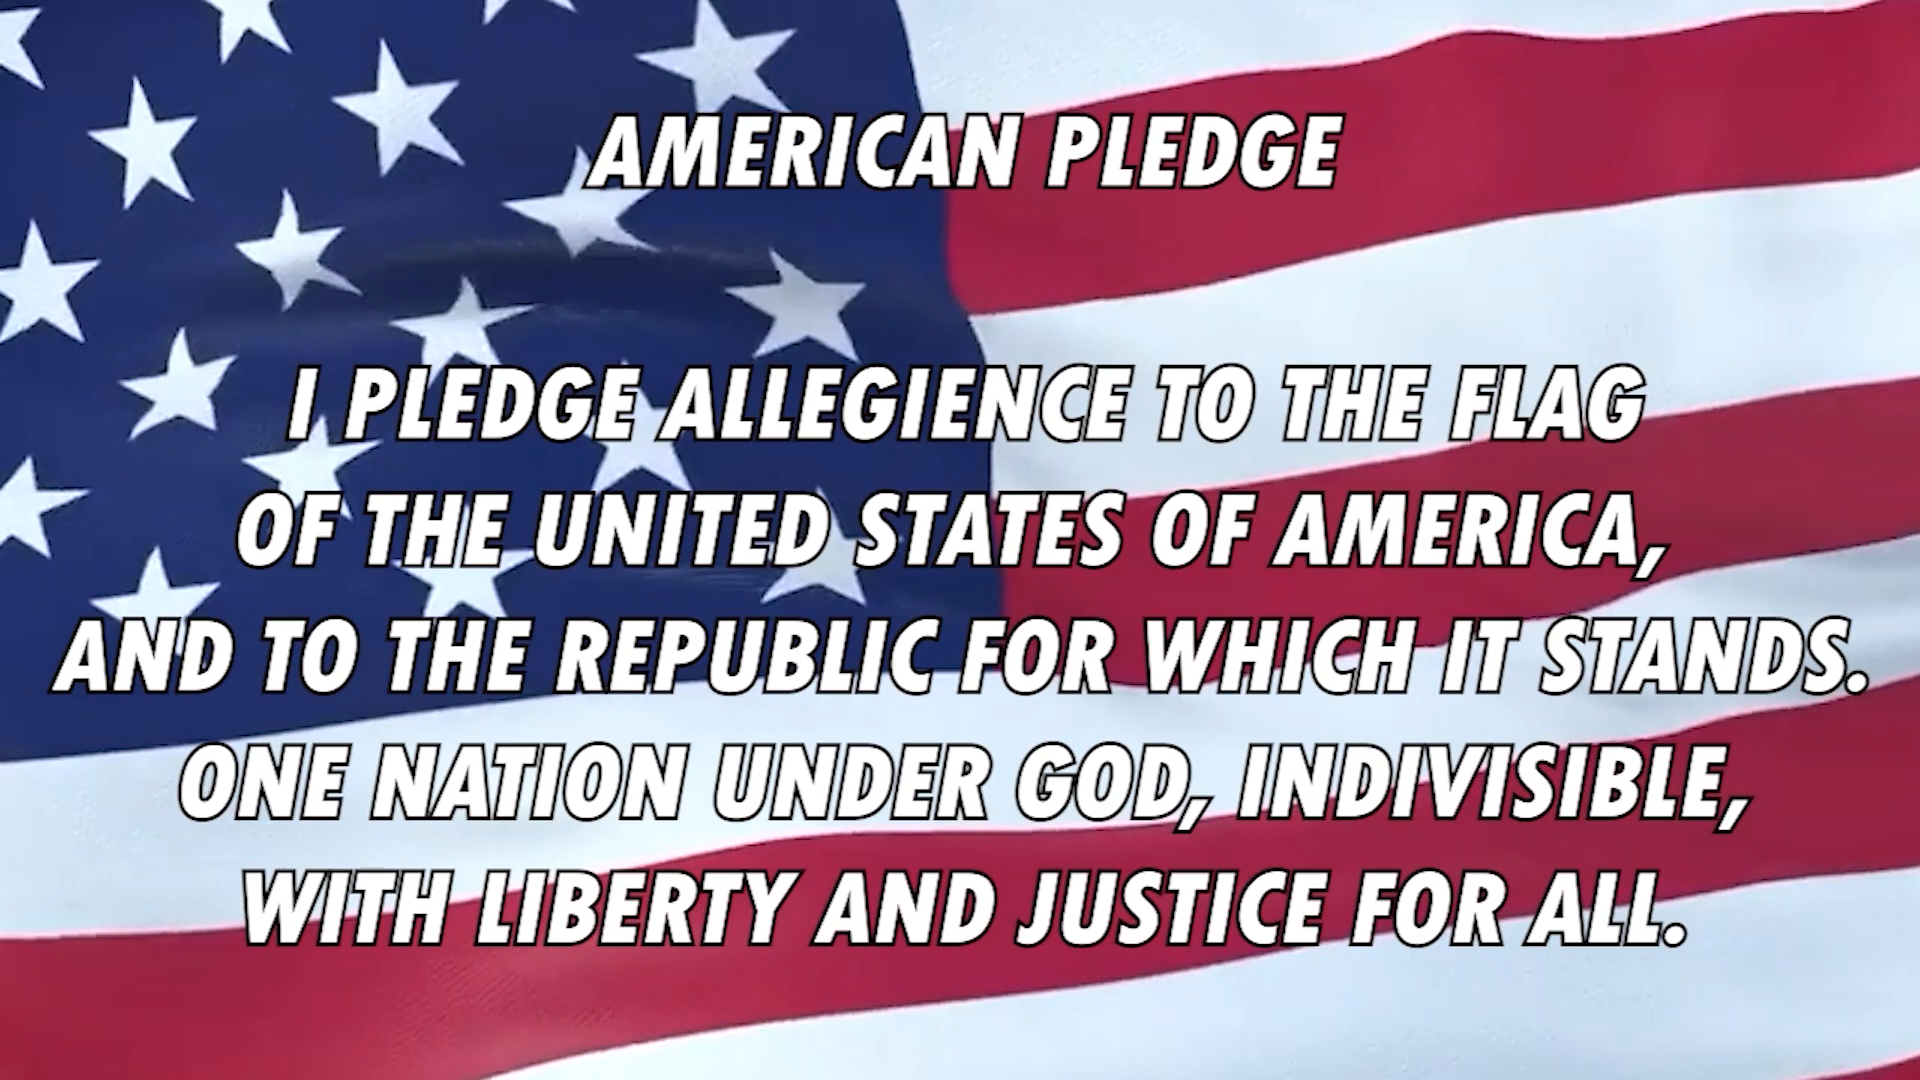 AMERICAN PLEDGE
I PLEDGE ALLEGIENCE TO THE FLAG
OF THE UNITED STATES OF AMERICA,
AND TO THE REPUBLIC FOR WHICH IT STANDS.
ONE NATION UNDER GOD, INDIVISIBLE,
WITH LIBERTY AND JUSTICE FOR ALL.